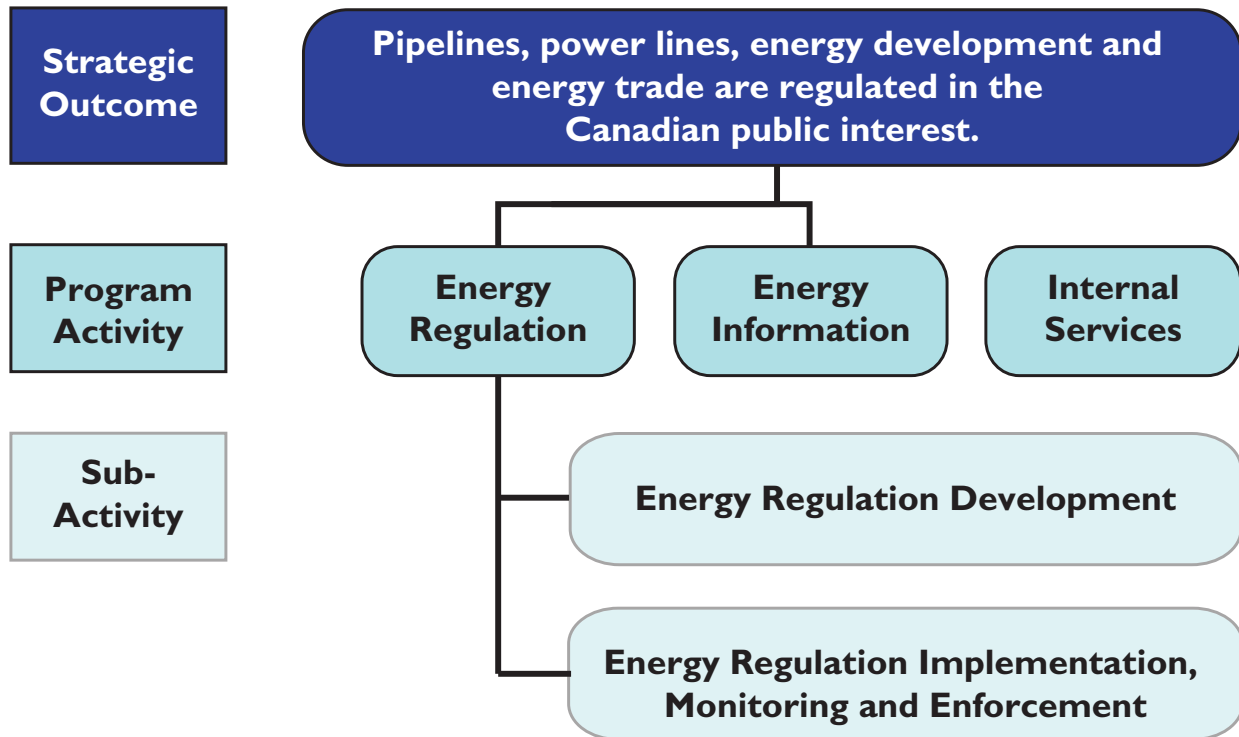 Strategic
Outcome
Pipelines, power lines, energy development and
energy trade are regulated in the
Canadian public interest.
Program
Activity
Energy
Regulation
Energy
Information
Internal
Services
Sub-
Activity
Energy Regulation Development
Energy Regulation Implementation,
Monitoring and Enforcement